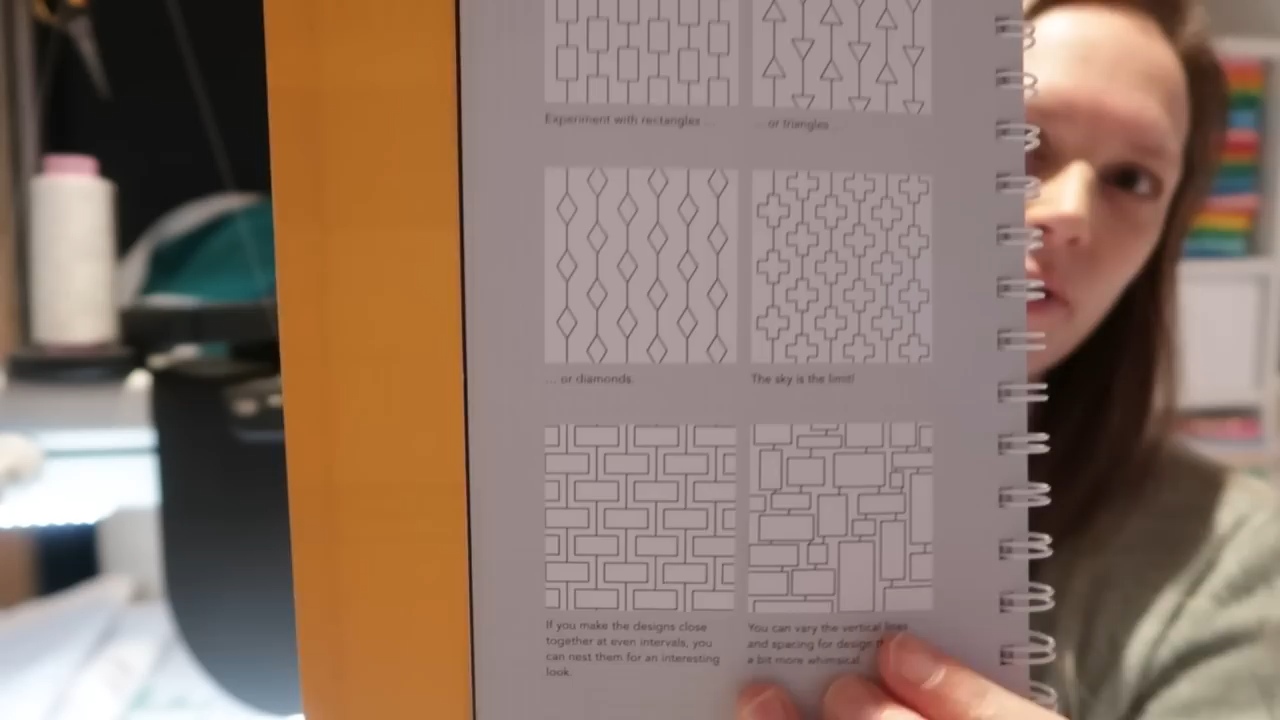 Experiment with rectangles ...
... or triangles ...
... or diamonds.
The sky is the limit!
If you make the designs close
together at even intervals, you
can nest them for an interesting
look.
You can vary the vertical lines
and spacing for design
a bit more whimsical.